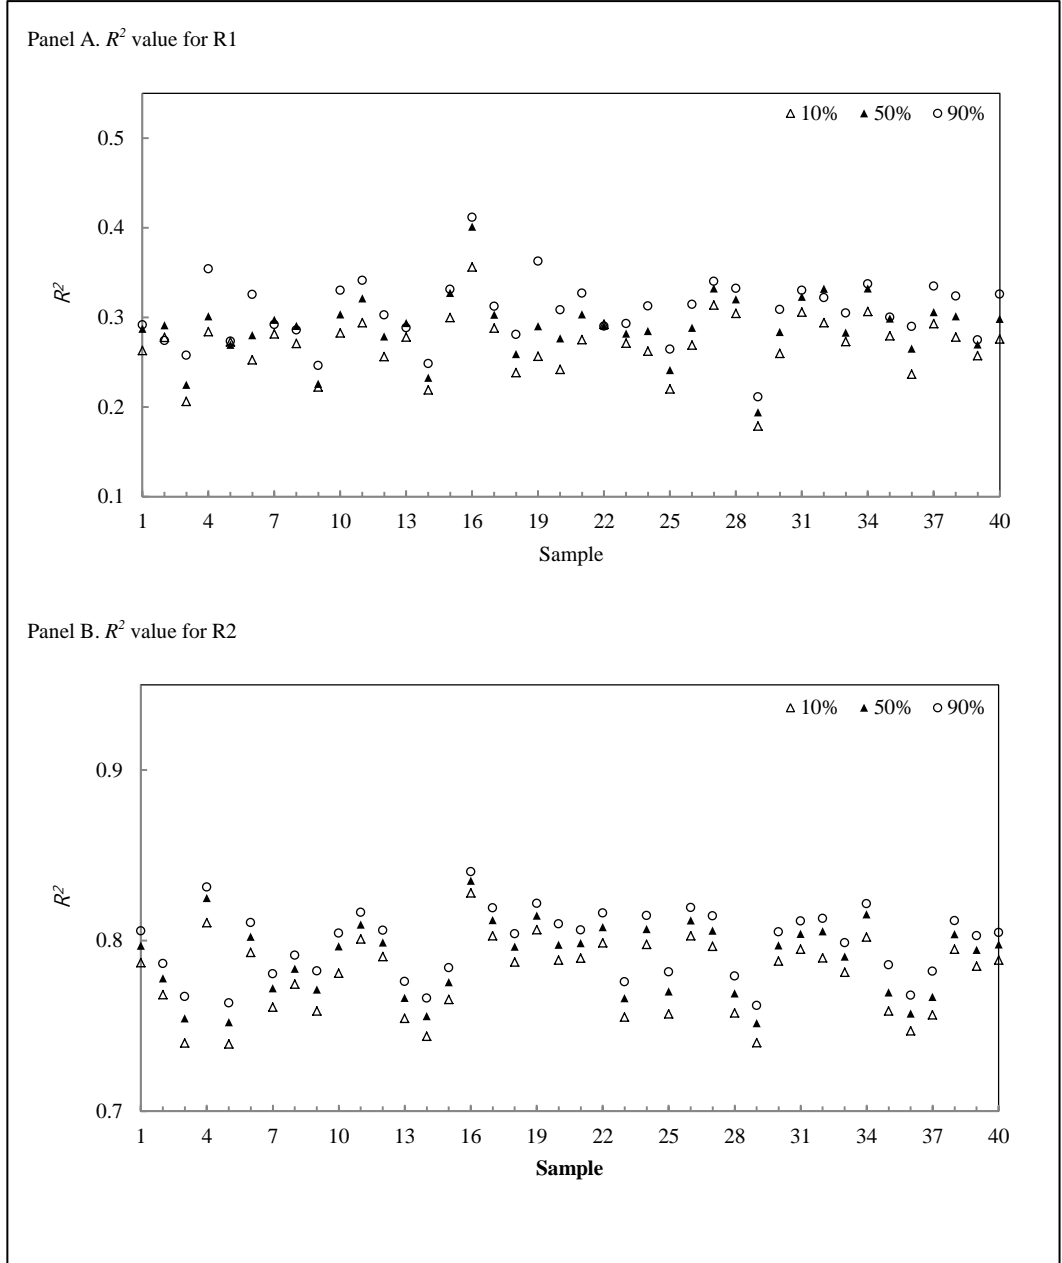 Panel A. R² value for R1
10% 50% 90%
0.5
0.4
0.3
0.2
0.1
R²
1 4 7 10 13 16 19 22 25 28 31 34 37 40
Sample
Panel B. R² value for R2
10% 50% 90%
0.9
0.8
0.7
R²
1 4 7 10 13 16 19 22 25 28 31 34 37 40
Sample